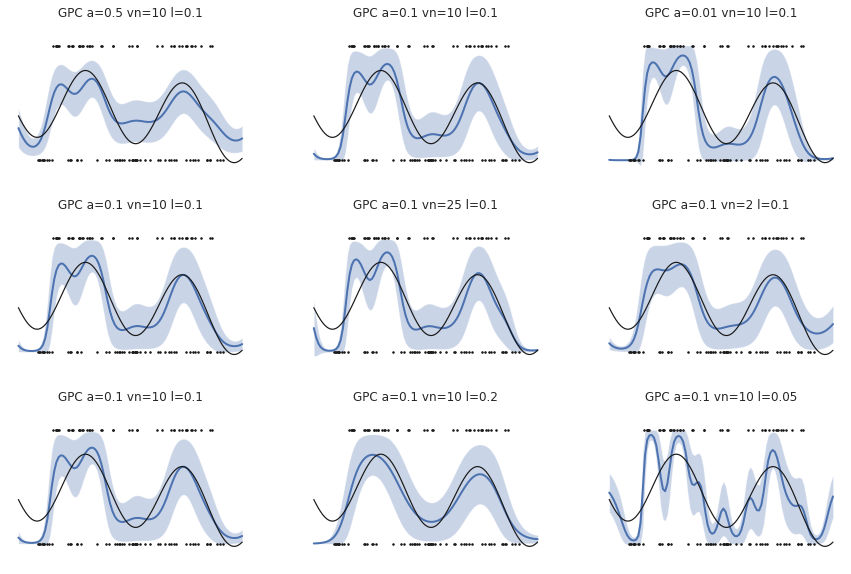 GPC a=0.5 vn=10 l=0.1
GPC a=0.1 vn=10 l=0.1
GPC a=0.01 vn=10 l=0.1
GPC a=0.1 vn=10 l=0.1
GPC a=0.1 vn=25 l=0.1
GPC a=0.1 vn=2 l=0.1
GPC a=0.1 vn=10 l=0.1
GPC a=0.1 vn=10 l=0.2
GPC a=0.1 vn=10 l=0.05